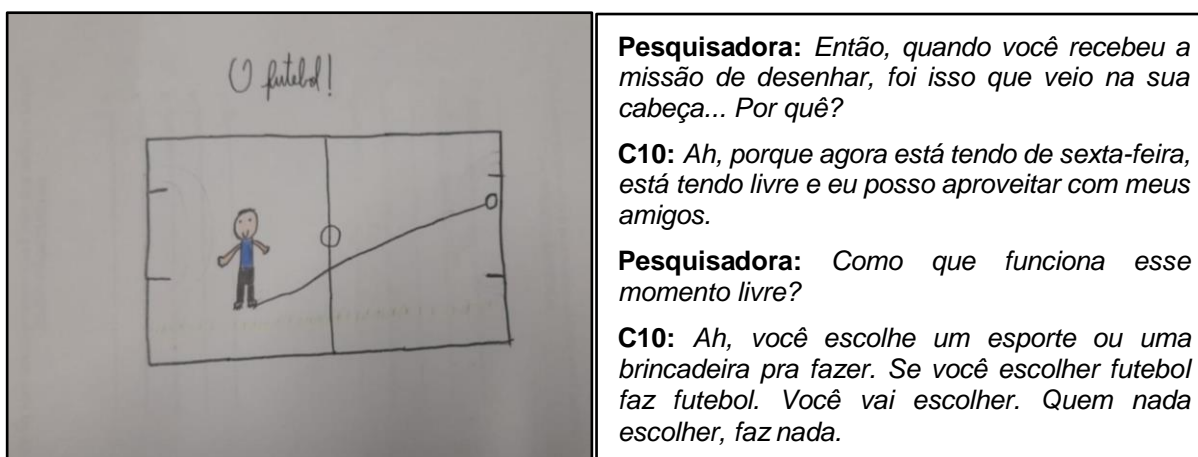 O futebol!
Pesquisadora: Então, quando você recebeu a
missão de desenhar, foi isso que veio na sua
cabeça... Por quê?
C10: Ah, porque agora está tendo de sexta-feira,
está tendo livre e eu posso aproveitar com meus
amigos.
Pesquisadora: Como que funciona esse
momento livre?
C10: Ah, você escolhe um esporte ou uma
brincadeira pra fazer. Se você escolher futebol
faz futebol. Você vai escolher. Quem nada
escolher, faz nada.